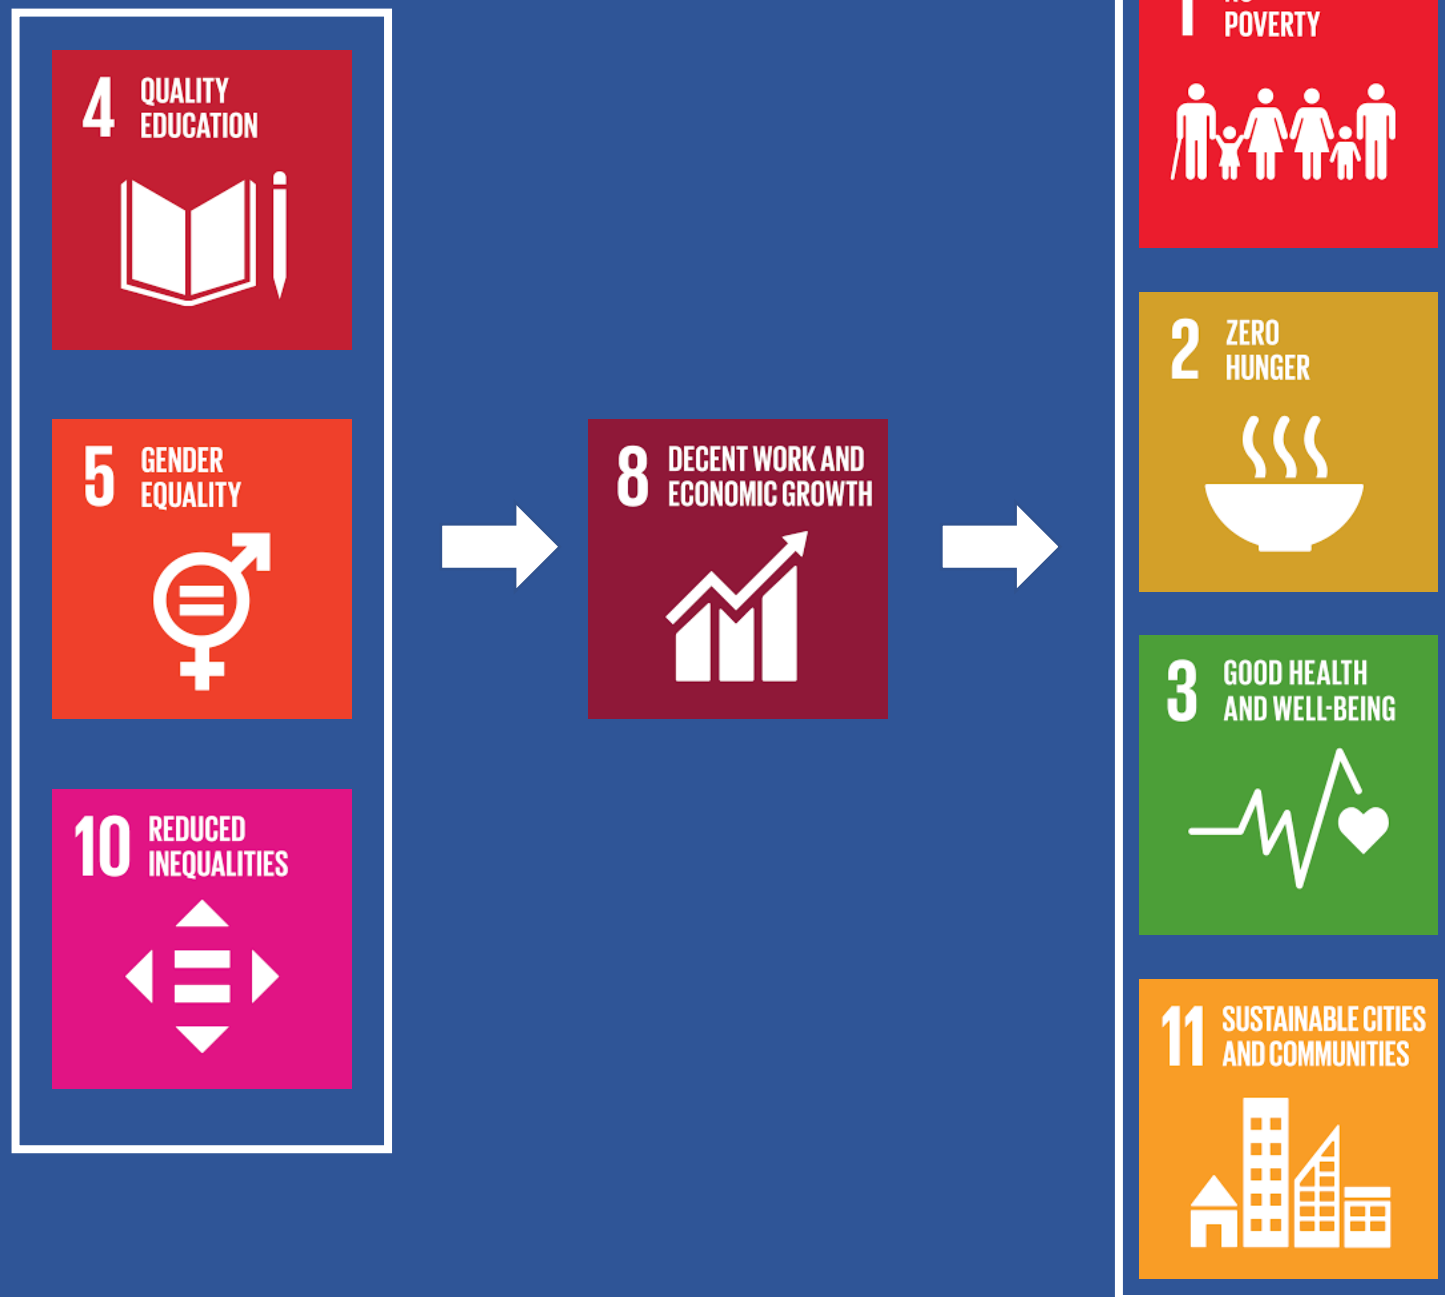 4 QUALITY
EDUCATION
5 GENDER
EQUALITY
10 REDUCED
INEQUALITIES
8 DECENT WORK AND
ECONOMIC GROWTH
1
POVERTY
2 ZERO
HUNGER
3 GOOD HEALTH
AND WELL-BEING
11 SUSTAINABLE CITIES
AND COMMUNITIES